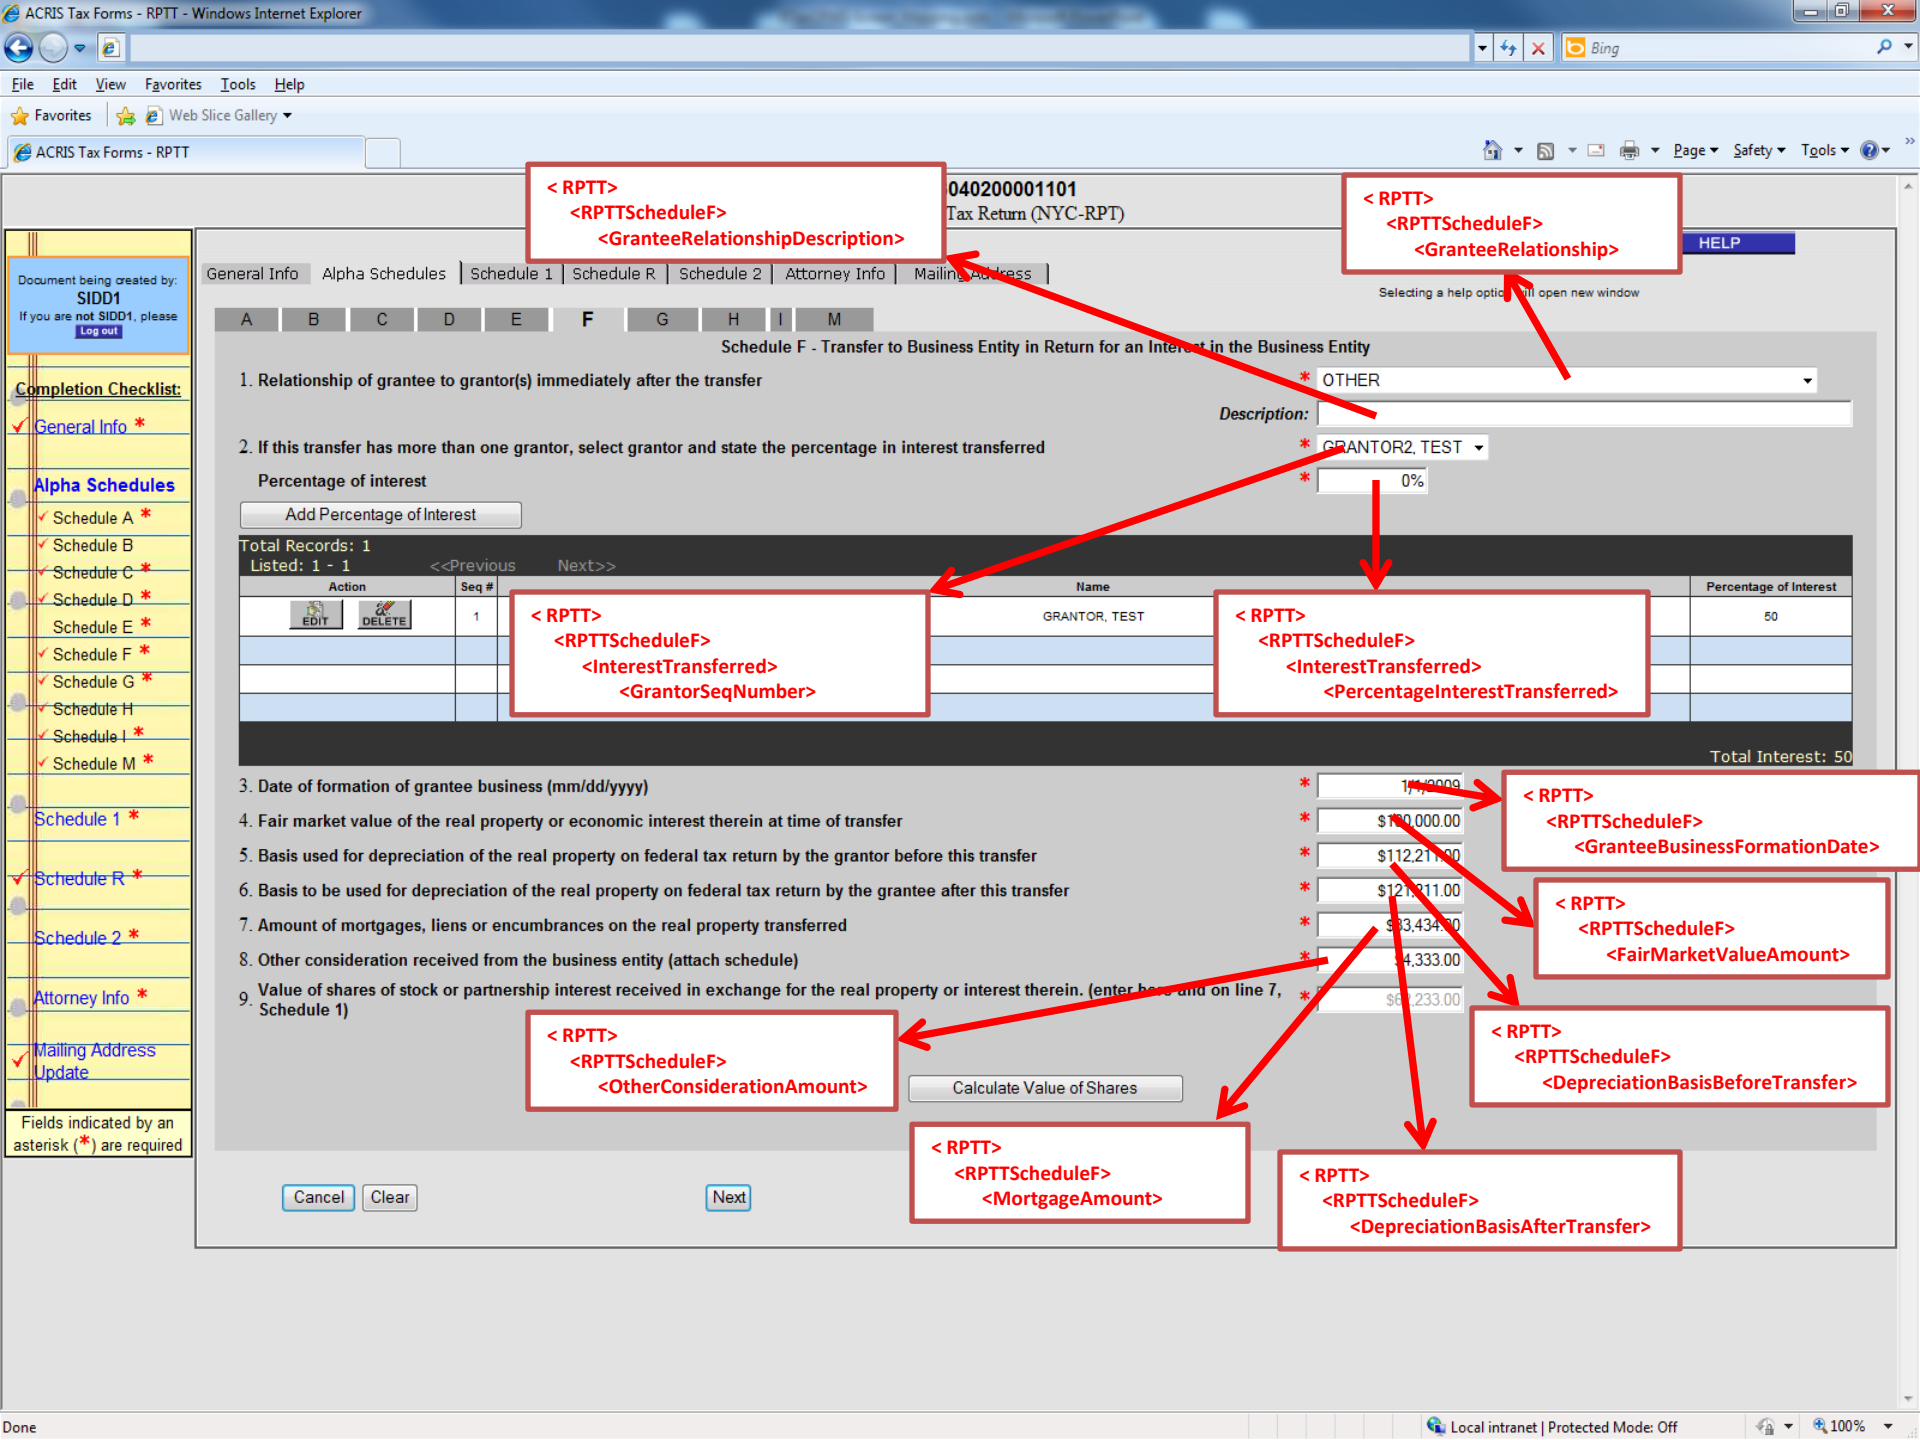 ACRIS Tax Forms - RPTT - Windows Internet Explorer
Bing
File Edit View Favorites Tools Help
Favorites Web Slice Gallery
ACRIS Tax Forms - RPTT
Page Safety Tools
< RPTT>
<RPTTScheduleF>
<GranteeRelationshipDescription>
040200001101
Tax Return (NYC-RPT)
< RPTT>
<RPTTScheduleF>
<GranteeRelationship>
HELP
Selecting a help option will open new window
Document being created by:
SIDD1
If you are not SIDD1, please
Log out
Completion Checklist:
General Info *
Alpha Schedules
Schedule A *
Schedule B
Schedule C *
Schedule D *
Schedule E *
Schedule F *
Schedule G *
Schedule H
Schedule I *
Schedule M *
Schedule 1 *
Schedule R *
Schedule 2 *
Attorney Info *
Mailing Address
Update
Fields indicated by an
asterisk (*) are required
General Info Alpha Schedules Schedule 1 Schedule R Schedule 2 Attorney Info Mailing Address
A B C D E F G H I M
Schedule F - Transfer to Business Entity in Return for an Interest in the Business Entity
1. Relationship of grantee to grantor(s) immediately after the transfer * OTHER
Description:
2. If this transfer has more than one grantor, select grantor and state the percentage in interest transferred * GRANTOR2, TEST
Percentage of interest * 0%
Add Percentage of Interest
Total Records: 1
Listed: 1 - 1 <<Previous Next>>
Action Seq # Name Percentage of Interest
EDIT DELETE 1 GRANTOR, TEST 50
< RPTT>
<RPTTScheduleF>
<InterestTransferred>
<GrantorSeqNumber>
< RPTT>
<RPTTScheduleF>
<InterestTransferred>
<PercentageInterestTransferred>
Total Interest: 50
3. Date of formation of grantee business (mm/dd/yyyy) * 1/1/2009
4. Fair market value of the real property or economic interest therein at time of transfer *
5. Basis used for depreciation of the real property on federal tax return by the grantor before this transfer * $112,211.00
6. Basis to be used for depreciation of the real property on federal tax return by the grantee after this transfer * $121,211.00
7. Amount of mortgages, liens or encumbrances on the real property transferred *
8. Other consideration received from the business entity (attach schedule) * $4,333.00
9. Value of shares of stock or partnership interest received in exchange for the real property or interest therein. (enter here and on line 7,
Schedule 1) *
< RPTT>
<RPTTScheduleF>
<GranteeBusinessFormationDate>
< RPTT>
<RPTTScheduleF>
<FairMarketValueAmount>
< RPTT>
<RPTTScheduleF>
<DepreciationBasisBeforeTransfer>
< RPTT>
<RPTTScheduleF>
<OtherConsiderationAmount>
Calculate Value of Shares
< RPTT>
<RPTTScheduleF>
<MortgageAmount>
< RPTT>
<RPTTScheduleF>
<DepreciationBasisAfterTransfer>
Cancel Clear Next
Done
Local intranet | Protected Mode: Off
100%